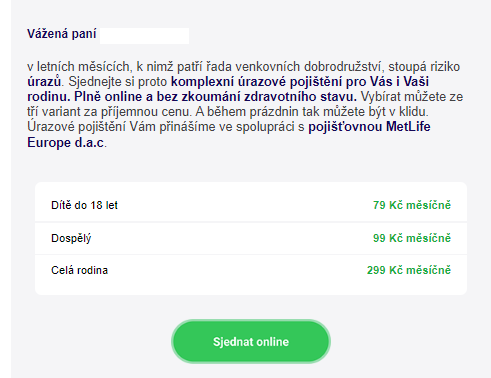 Vážená paní
v letních měsících, k nimž patří řada venkovních dobrodružství, stoupá riziko
úrazů. Sjednejte si proto komplexní úrazové pojištění pro Vás i Vaši
rodinu. Plně online a bez zkoumání zdravotního stavu. Vybírat můžete ze
tří variant za příjemnou cenu. A během prázdnin tak můžete být v klidu.
Úrazové pojištění Vám přinášíme ve spolupráci s pojišťovnou MetLife
Europe d.a.c.
Dítě do 18 let 79 Kč měsíčně
Dospělý 99 Kč měsíčně
Celá rodina 299 Kč měsíčně
Sjednat online